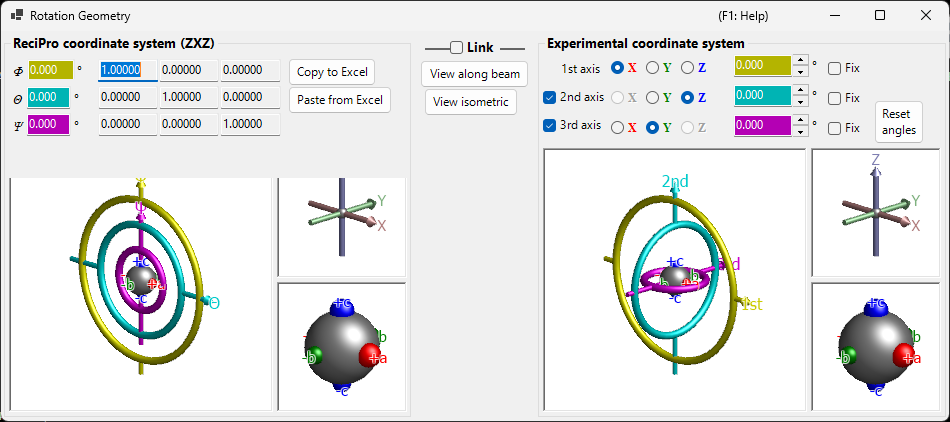 Rotation Geometry (F1: Help)
ReciPro coordinate system (ZXZ)
Φ 0.000 ° 1.00000 0.00000 0.00000
Θ 0.000 ° 0.00000 1.00000 0.00000
Ψ 0.000 ° 0.00000 0.00000 1.00000
Copy to Excel
Paste from Excel
Link
View along beam
View isometric
Experimental coordinate system
1st axis X Y Z 0.000 ° Fix
2nd axis X Y Z 0.000 ° Fix
3rd axis X Y Z 0.000 ° Fix
Reset
angles
Ψ
+c
-b +a
-c
Θ
Y
X
+c
b
-b +a
-c
2nd
+c
b
-c
1st
Z
Y
X
+c
b
-b +a
-c